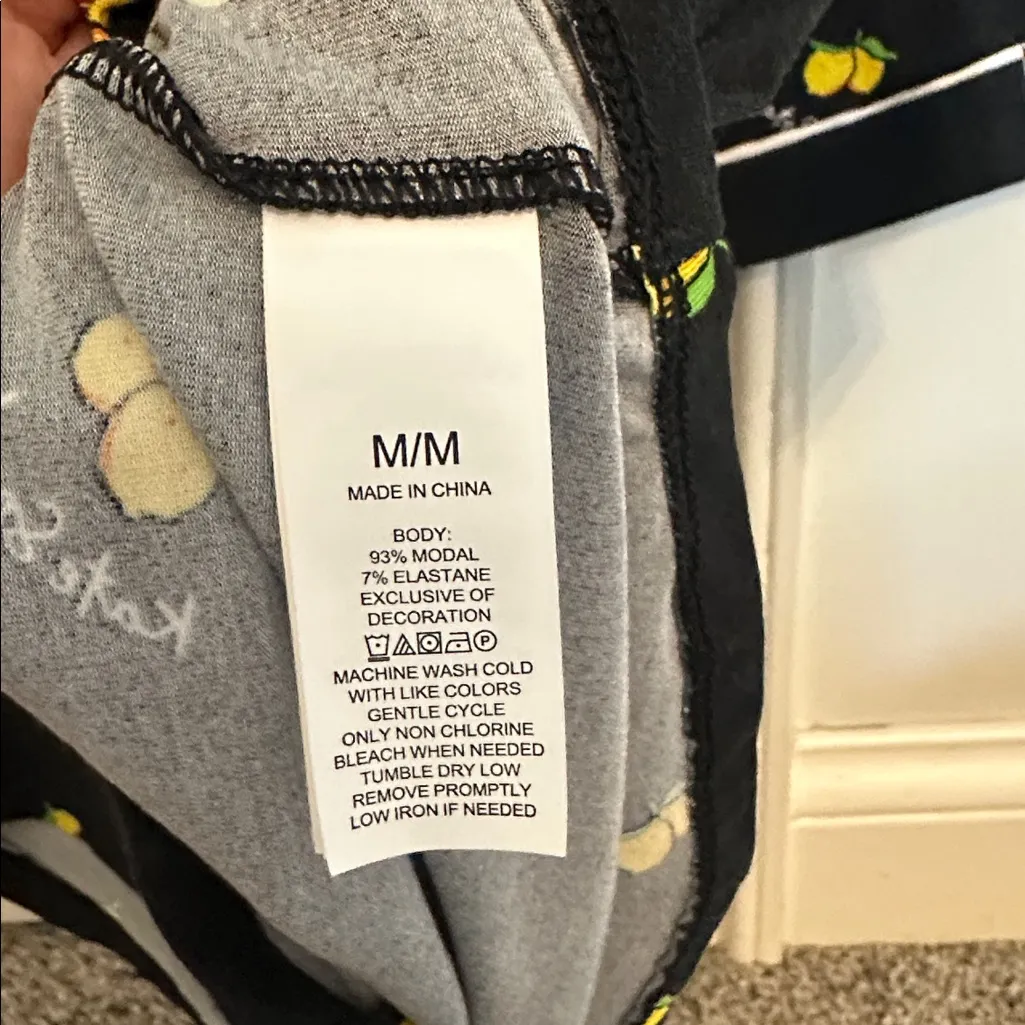 M/M
MADE IN CHINA
BODY:
93% MODAL
7% ELASTANE
EXCLUSIVE OF
DECORATION
P
MACHINE WASH COLD
WITH LIKE COLORS
GENTLE CYCLE
ONLY NON CHLORINE
BLEACH WHEN NEEDED
TUMBLE DRY LOW
REMOVE PROMPTLY
LOW IRON IF NEEDED